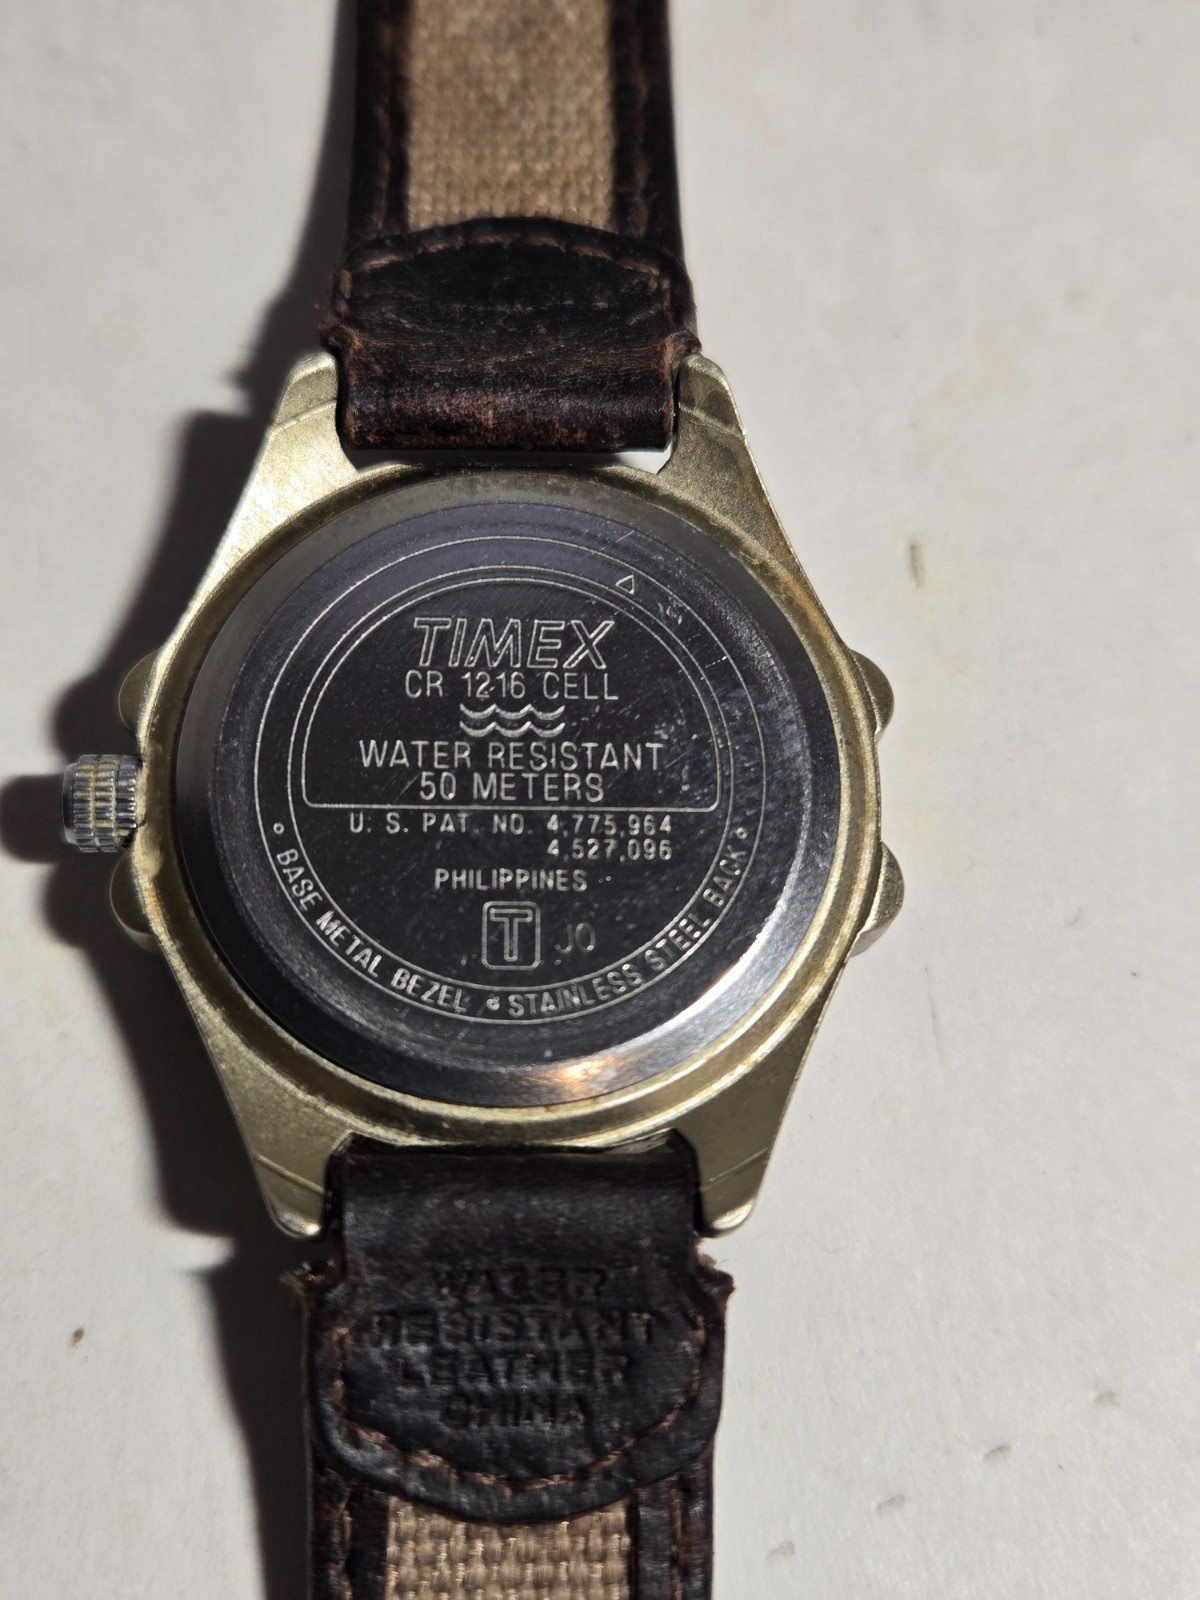 TIMEX
CR 1216 CELL
WATER RESISTANT
50 METERS
U. S. PAT. NO. 4,775,964
4,527,096
PHILIPPINES
T JO
BASE METAL BEZEL • STAINLESS STEEL BACK
WATER
RESISTANT
LEATHER
CHINA